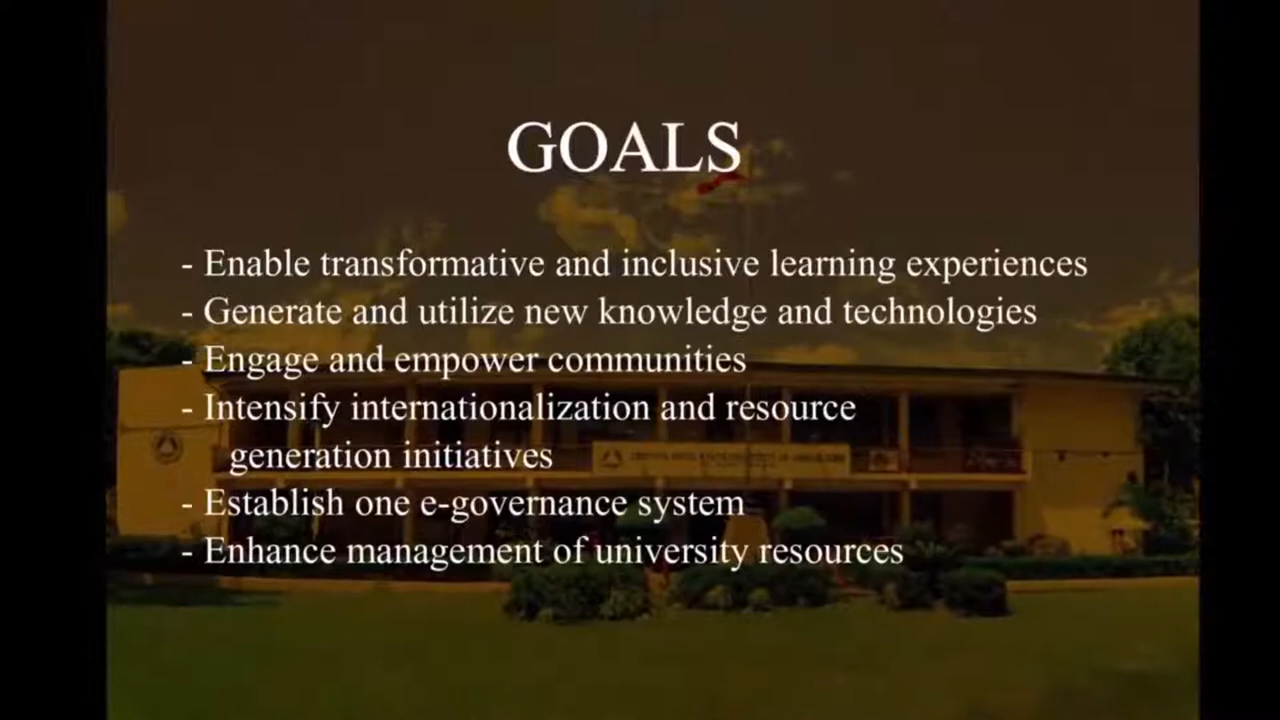 GOALS
- Enable transformative and inclusive learning experiences
- Generate and utilize new knowledge and technologies
- Engage and empower communities
- Intensify internationalization and resource
generation initiatives
- Establish one e-governance system
- Enhance management of university resources